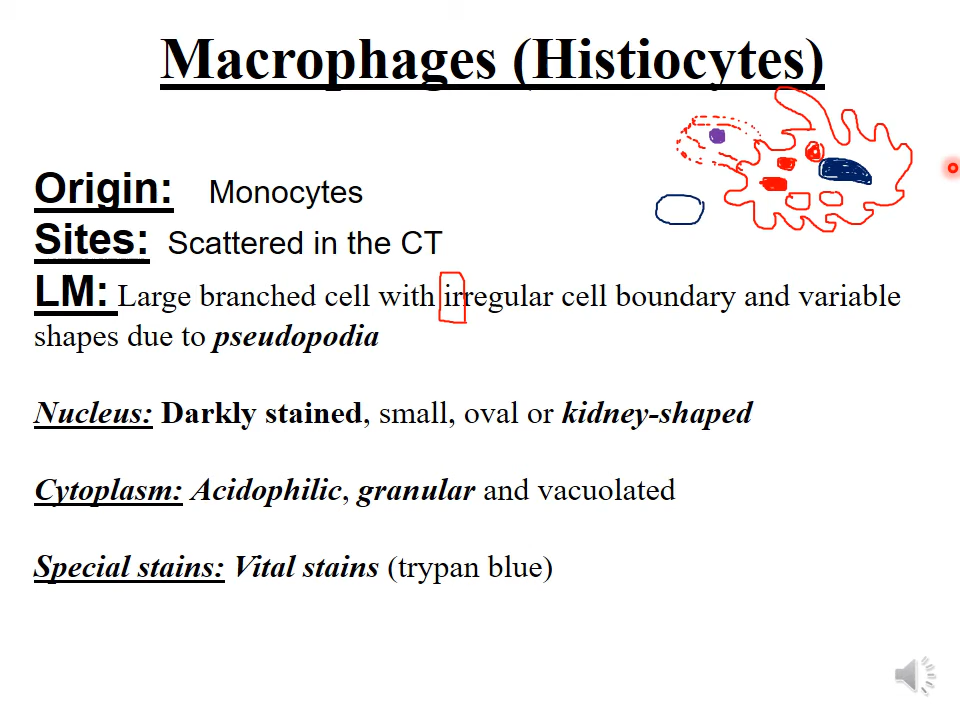 Macrophages (Histiocytes)
Origin: Monocytes
Sites: Scattered in the CT
LM: Large branched cell with irregular cell boundary and variable
shapes due to pseudopodia
Nucleus: Darkly stained, small, oval or kidney-shaped
Cytoplasm: Acidophilic, granular and vacuolated
Special stains: Vital stains (trypan blue)